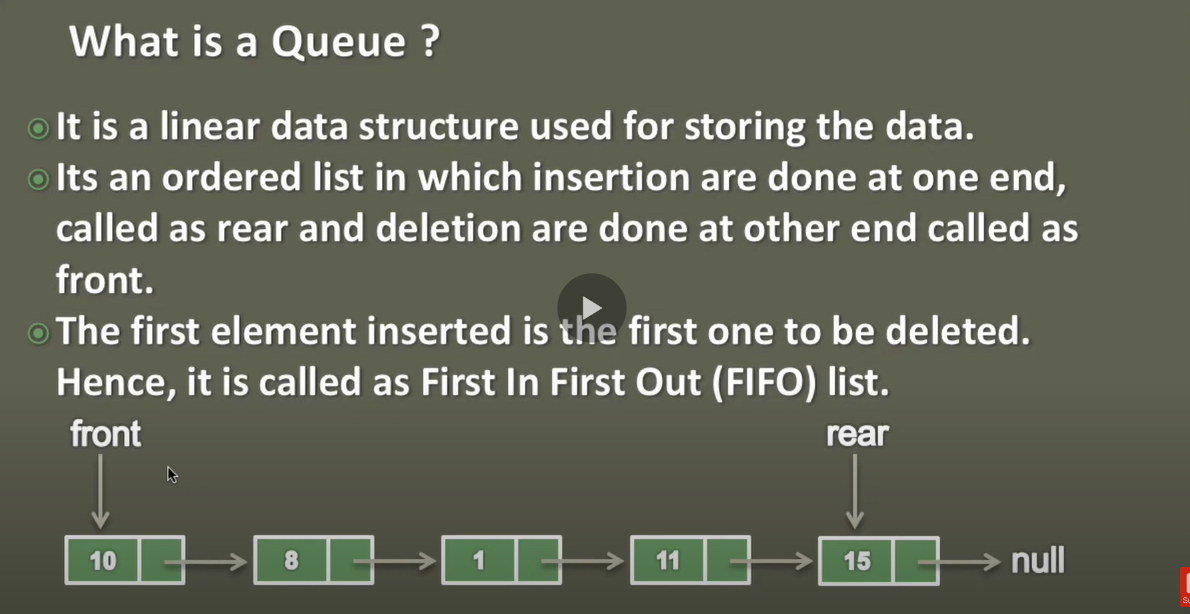 What is a Queue ?
It is a linear data structure used for storing the data.
Its an ordered list in which insertion are done at one end,
called as rear and deletion are done at other end called as
front.
The first element inserted is the first one to be deleted.
Hence, it is called as First In First Out (FIFO) list.
front rear
10 8 1 11 15 null